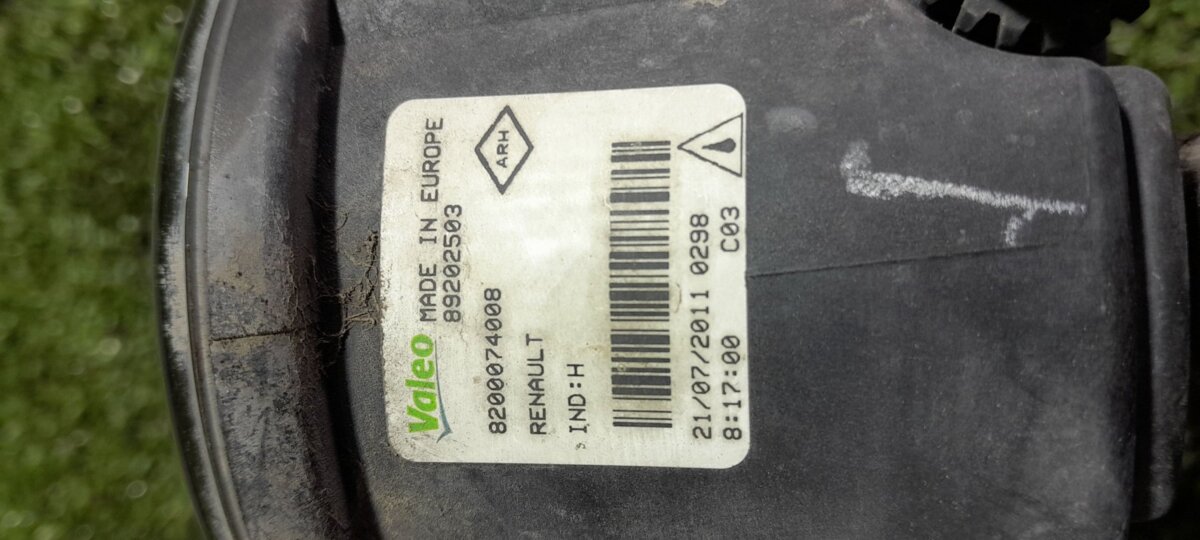 Valeo MADE IN EUROPE
89202503
8200074008
ARH
RENAULT
IND:H
21/07/2011 0298
8:17:00 C03